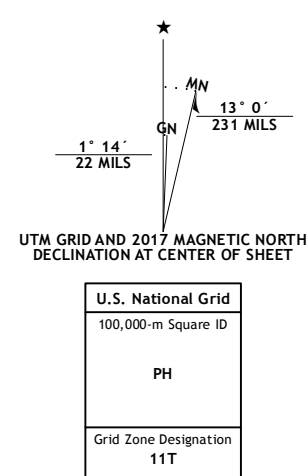 ★
MN
GN
13° 0´
231 MILS
1° 14´
22 MILS
UTM GRID AND 2017 MAGNETIC NORTH
DECLINATION AT CENTER OF SHEET
U.S. National Grid
100,000-m Square ID
PH
Grid Zone Designation
11T